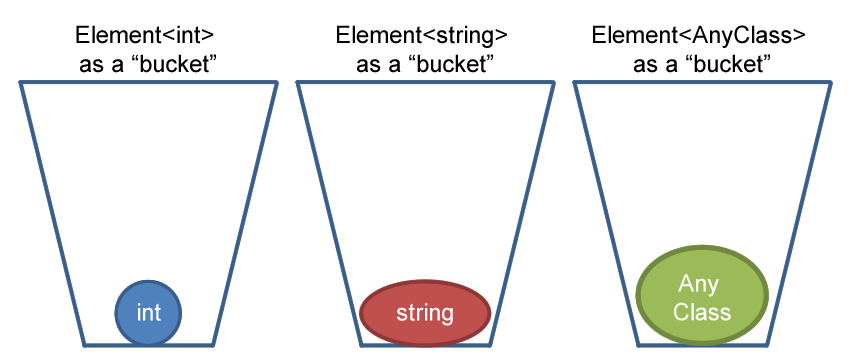 Element<int>
as a “bucket”
Element<string>
as a “bucket”
Element<AnyClass>
as a “bucket”
int
string
Any
Class